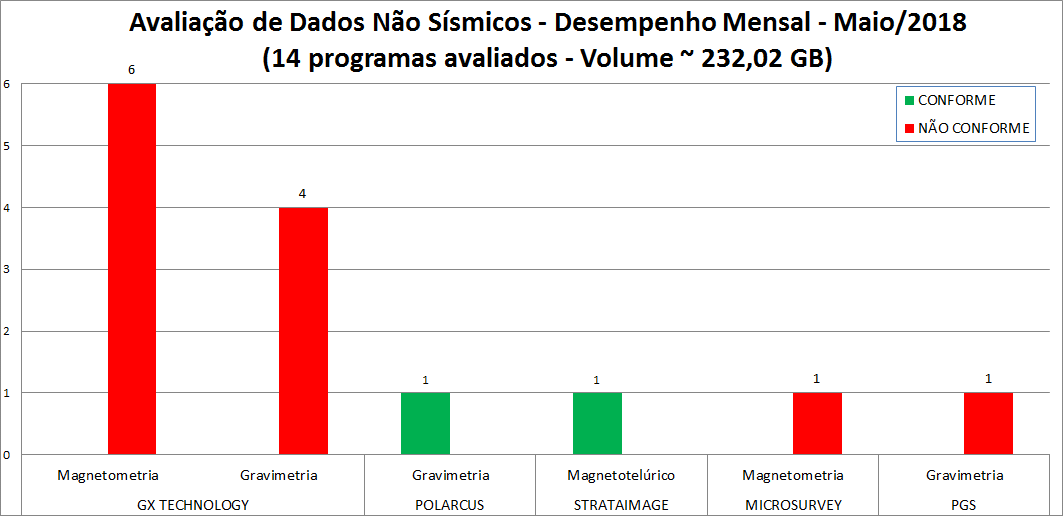 Avaliação de Dados Não Sísmicos - Desempenho Mensal - Maio/2018
(14 programas avaliados - Volume ~ 232,02 GB)
CONFORME
NÃO CONFORME
6
5
4
3
2
1
0
6
4
1
1
1
1
Magnetometria
Gravimetria
Gravimetria
Magnetotelúrico
Magnetometria
Gravimetria
GX TECHNOLOGY
POLARCUS
STRATAIMAGE
MICROSURVEY
PGS